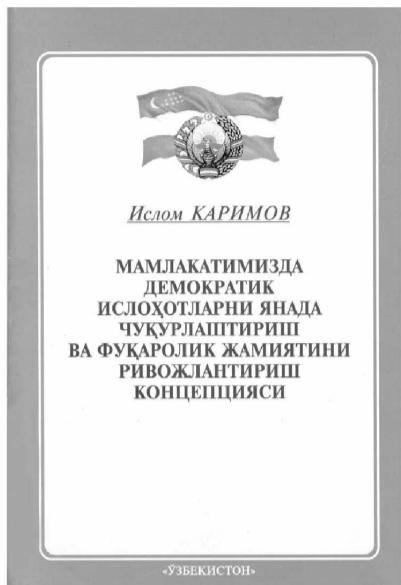 Ислом КАРИМОВ
МАМЛАКАТИМИЗДА
ДЕМОКРАТИК
ИСЛОҲОТЛАРНИ ЯНАДА
ЧУҚУРЛАШТИРИШ
ВА ФУҚАРОЛИК ЖАМИЯТИНИ
РИВОЖЛАНТИРИШ
КОНЦЕПЦИЯСИ
«ЎЗБЕКИСТОН»